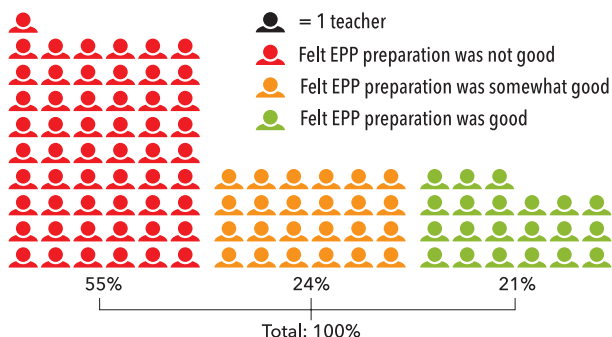 = 1 teacher
Felt EPP preparation was not good
Felt EPP preparation was somewhat good
Felt EPP preparation was good
55%
24%
21%
Total: 100%